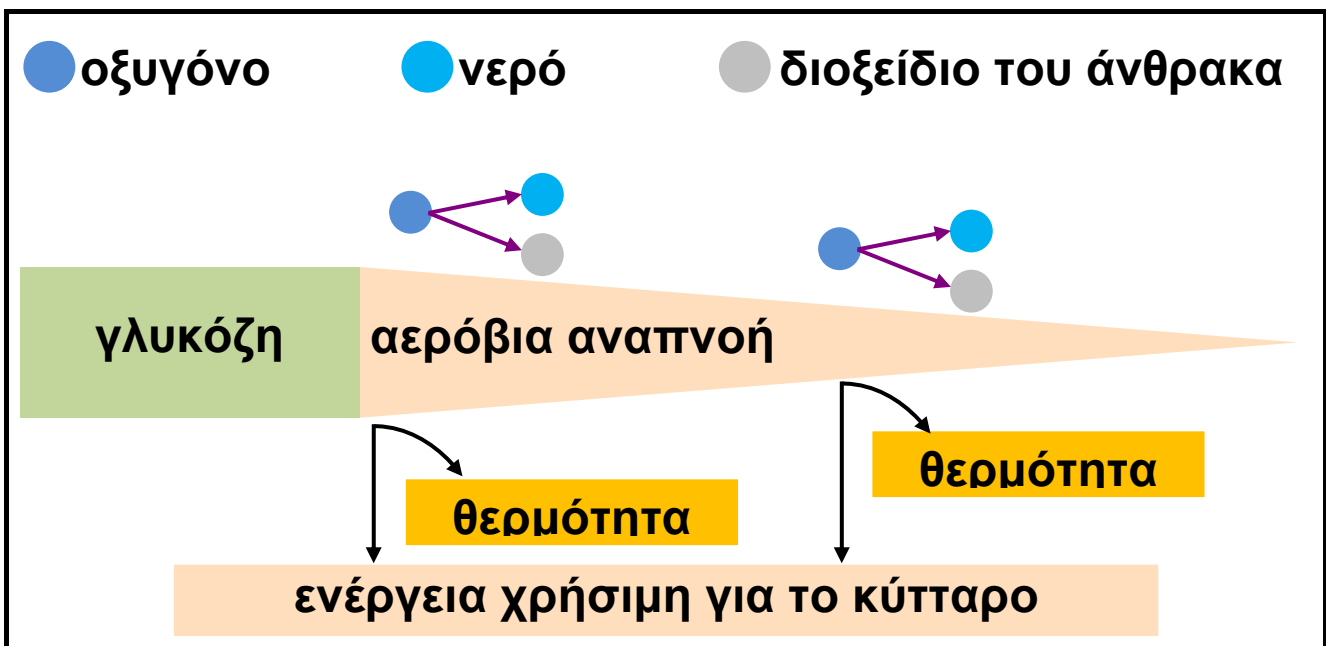 οξυγόνο νερό διοξείδιο του άνθρακα
γλυκόζη αερόβια αναπνοή
θερμότητα
θερμότητα
ενέργεια χρήσιμη για το κύτταρο